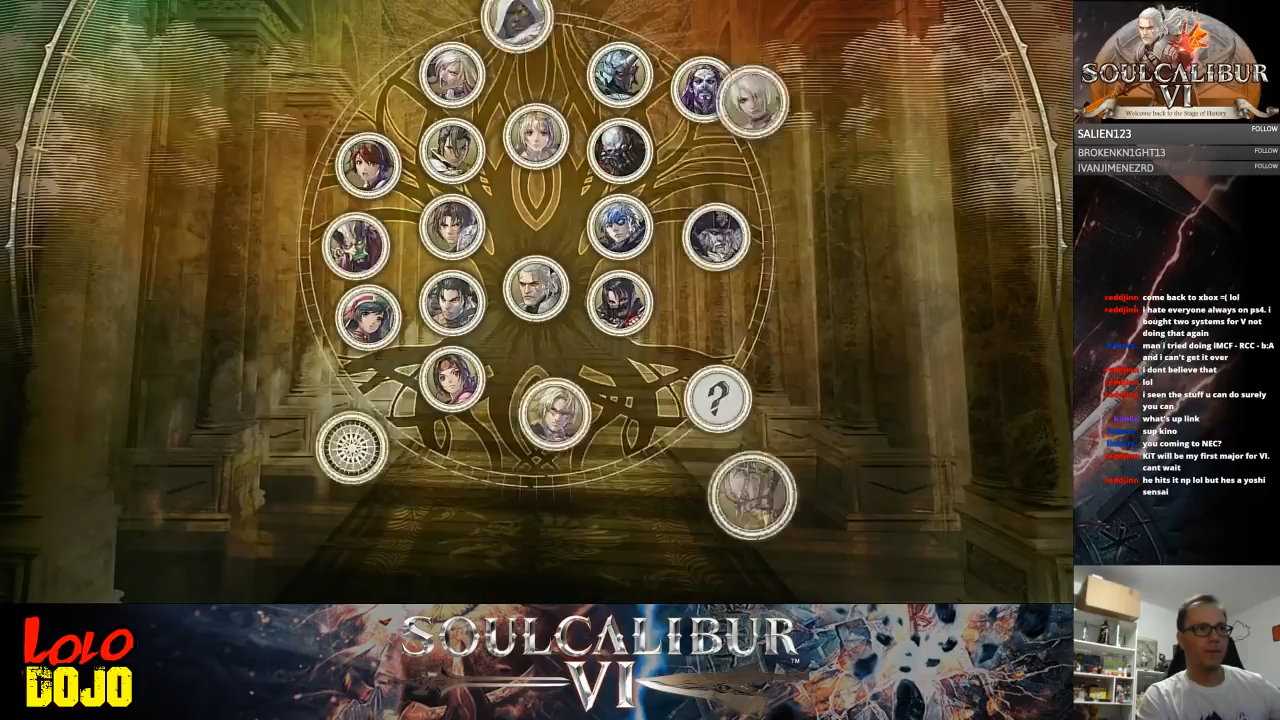 SOULCALIBUR
VI
Welcome back to the Stage of History
SALIEN123 FOLLOW
BROKENKN1GHT13 FOLLOW
IVANJIMENEZRD FOLLOW
reddjinn come back to xbox =( lol
reddjinn i hate everyone always on ps4. i
bought two systems for V not
doing that again
man i tried doing iMCF - RCC - b:A
and i can't get it ever
reddjinn i dont believe that
reddjinn lol
reddjinn i seen the stuff u can do surely
you can
what's up link
sup kino
you coming to NEC?
reddjinn KiT will be my first major for VI.
cant wait
reddjinn he hits it np lol but hes a yoshi
sensai
?
LOLO
DOJO
SOULCALIBUR
VI
TM